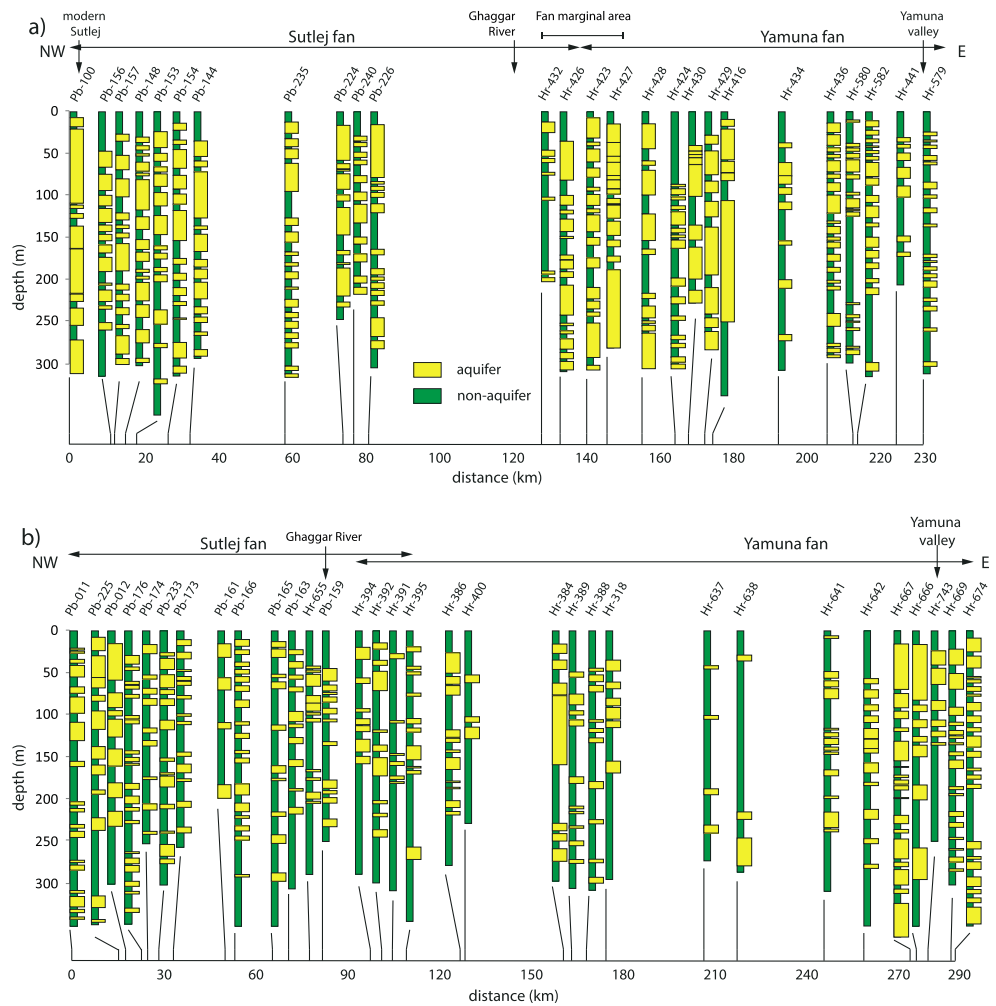 a)
modern
Sutlej
Ghaggar
River
Fan marginal area
Yamuna
valley
NW
Sutlej fan
Yamuna fan
E
Pb-100
Pb-156
Pb-157
Pb-148
Pb-153
Pb-154
Pb-144
Pb-235
Pb-224
Pb-240
Pb-226
Hr-432
Hr-426
Hr-423
Hr-427
Hr-428
Hr-424
Hr-430
Hr-429
Hr-416
Hr-434
Hr-436
Hr-580
Hr-582
Hr-441
Hr-579
0
50
100
150
200
250
300
depth (m)
aquifer
non-aquifer
0 20 40 60 80 100 120 140 160 180 200 220 230
distance (km)
b)
Sutlej fan
Ghaggar River
Yamuna fan
Yamuna
valley
NW
E
Pb-011
Pb-225
Pb-012
Pb-176
Pb-174
Pb-233
Pb-173
Pb-161
Pb-166
Pb-165
Pb-163
Hr-655
Pb-159
Hr-394
Hr-392
Hr-391
Hr-395
Hr-386
Hr-400
Hr-384
Hr-389
Hr-388
Hr-318
Hr-637
Hr-638
Hr-641
Hr-642
Hr-667
Hr-666
Hr-743
Hr-669
Hr-674
0
50
100
150
200
250
300
depth (m)
0 30 60 90 120 150 180 210 240 270 290
distance (km)